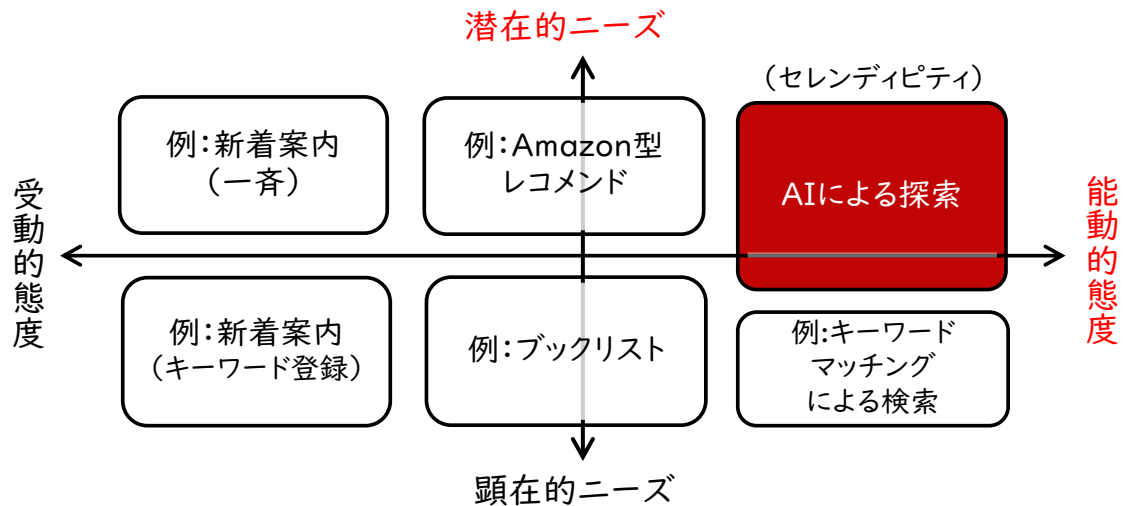 潜在的ニーズ
（セレンディピティ）
例：新着案内
（一斉）
例：Amazon型
レコメンド
AIによる探索
受動的態度
能動的態度
例：新着案内
（キーワード登録）
例：ブックリスト
例:キーワード
マッチング
による検索
顕在的ニーズ